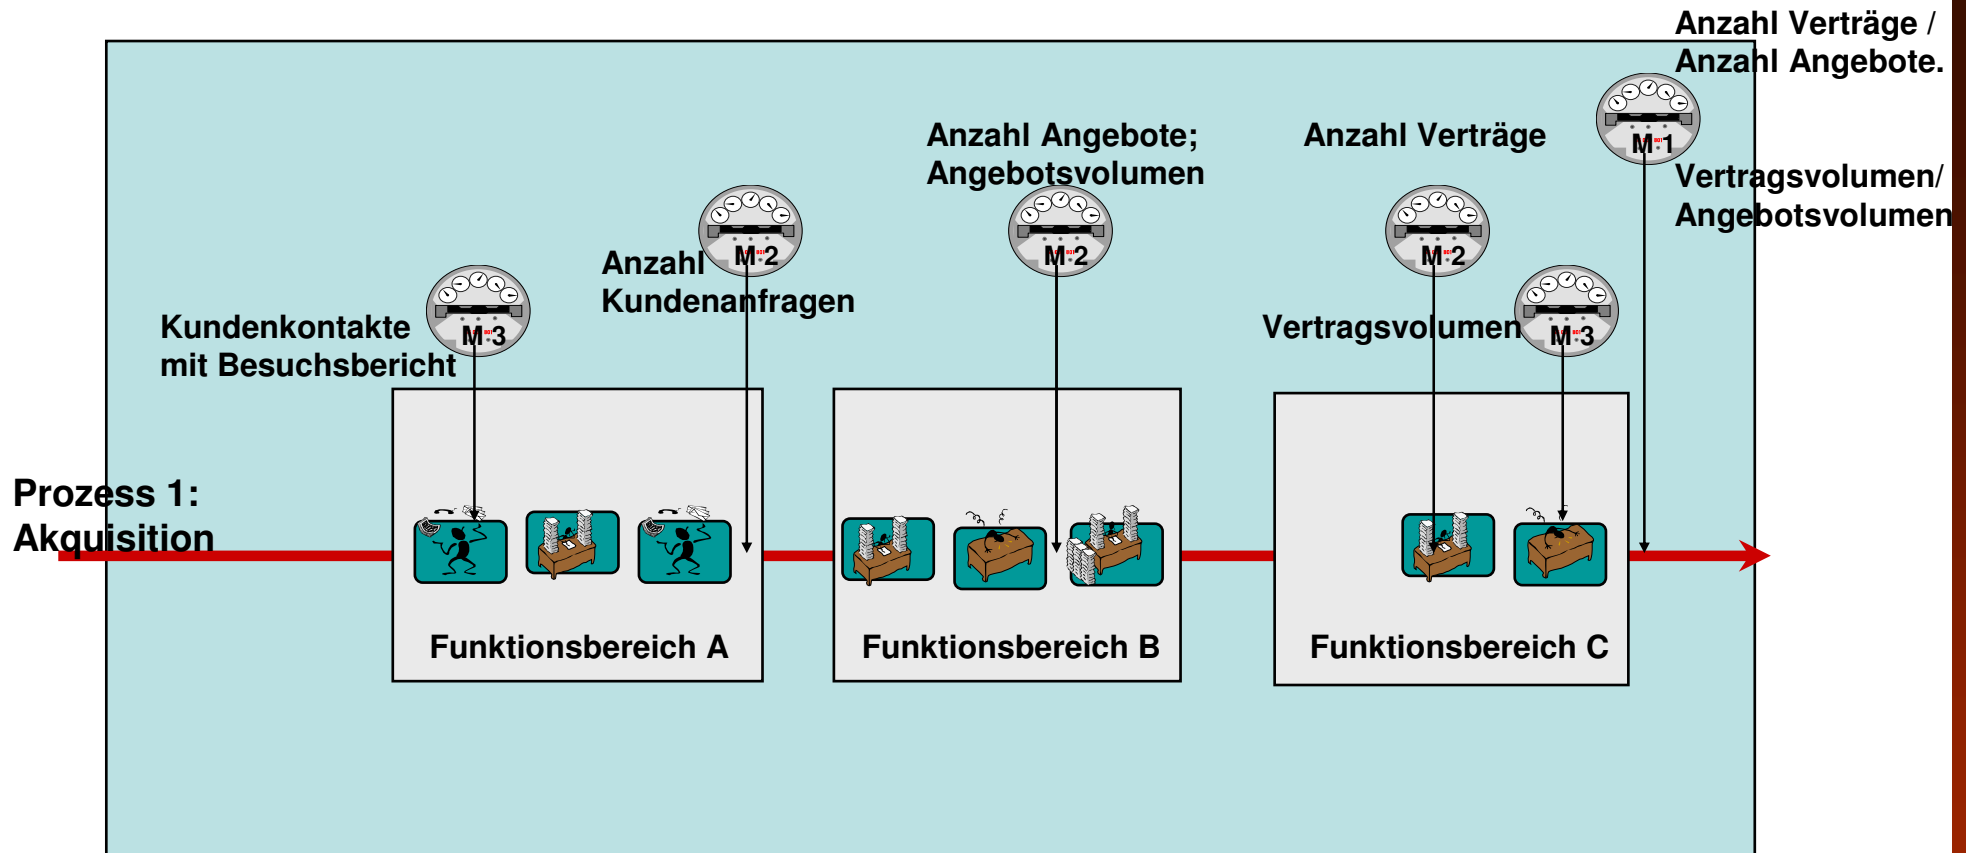 Anzahl Verträge /
Anzahl Angebote.
Anzahl Angebote;
Angebotsvolumen
Anzahl Verträge
M 1
Vertragsvolumen/
Angebotsvolumen
M 2
M 2
M 2
Anzahl
Kundenanfragen
Kundenkontakte
mit Besuchsbericht
M 3
Vertragsvolumen
M 3
Prozess 1:
Akquisition
Funktionsbereich A
Funktionsbereich B
Funktionsbereich C